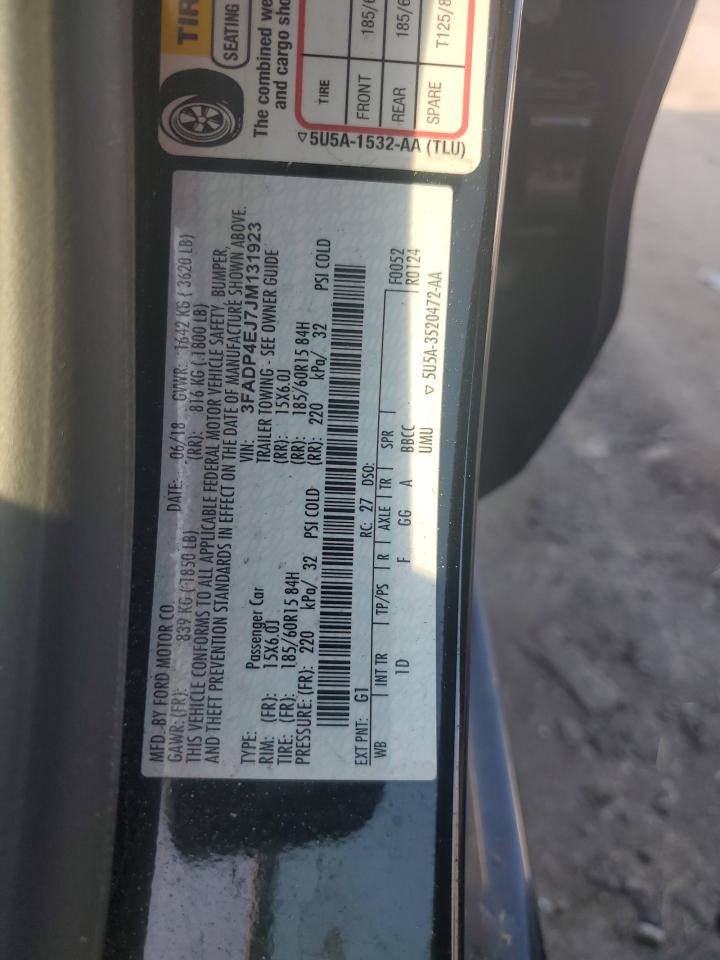 TIR
SEATING
The combined we
and cargo sho
TIRE
FRONT 185/6
REAR 185/6
SPARE T125/8
▽5U5A-1532-AA (TLU)
MFD. BY FORD MOTOR CO.
DATE: 06/18 GVWR: 1642 KG ( 3620 LB)
GAWR: (FR): 839 KG ( 1850 LB) (RR): 816 KG ( 1800 LB)
THIS VEHICLE CONFORMS TO ALL APPLICABLE FEDERAL MOTOR VEHICLE SAFETY, BUMPER,
AND THEFT PREVENTION STANDARDS IN EFFECT ON THE DATE OF MANUFACTURE SHOWN ABOVE.
VIN: 3FADP4EJ7JM131923
TYPE: Passenger Car TRAILER TOWING - SEE OWNER GUIDE
RIM: (FR): 15X6.0J (RR): 15X6.0J
TIRE: (FR): 185/60R15 84H (RR): 185/60R15 84H
PRESSURE: (FR): 220 kPa/ 32 PSI COLD (RR): 220 kPa/ 32 PSI COLD
EXT PNT: G1 RC: 27 DSO: F0052
WB INT TR TP/PS R AXLE TR SPR R0124
1D F GG A BBCC
UMU ▽ 5U5A-3520472-AA